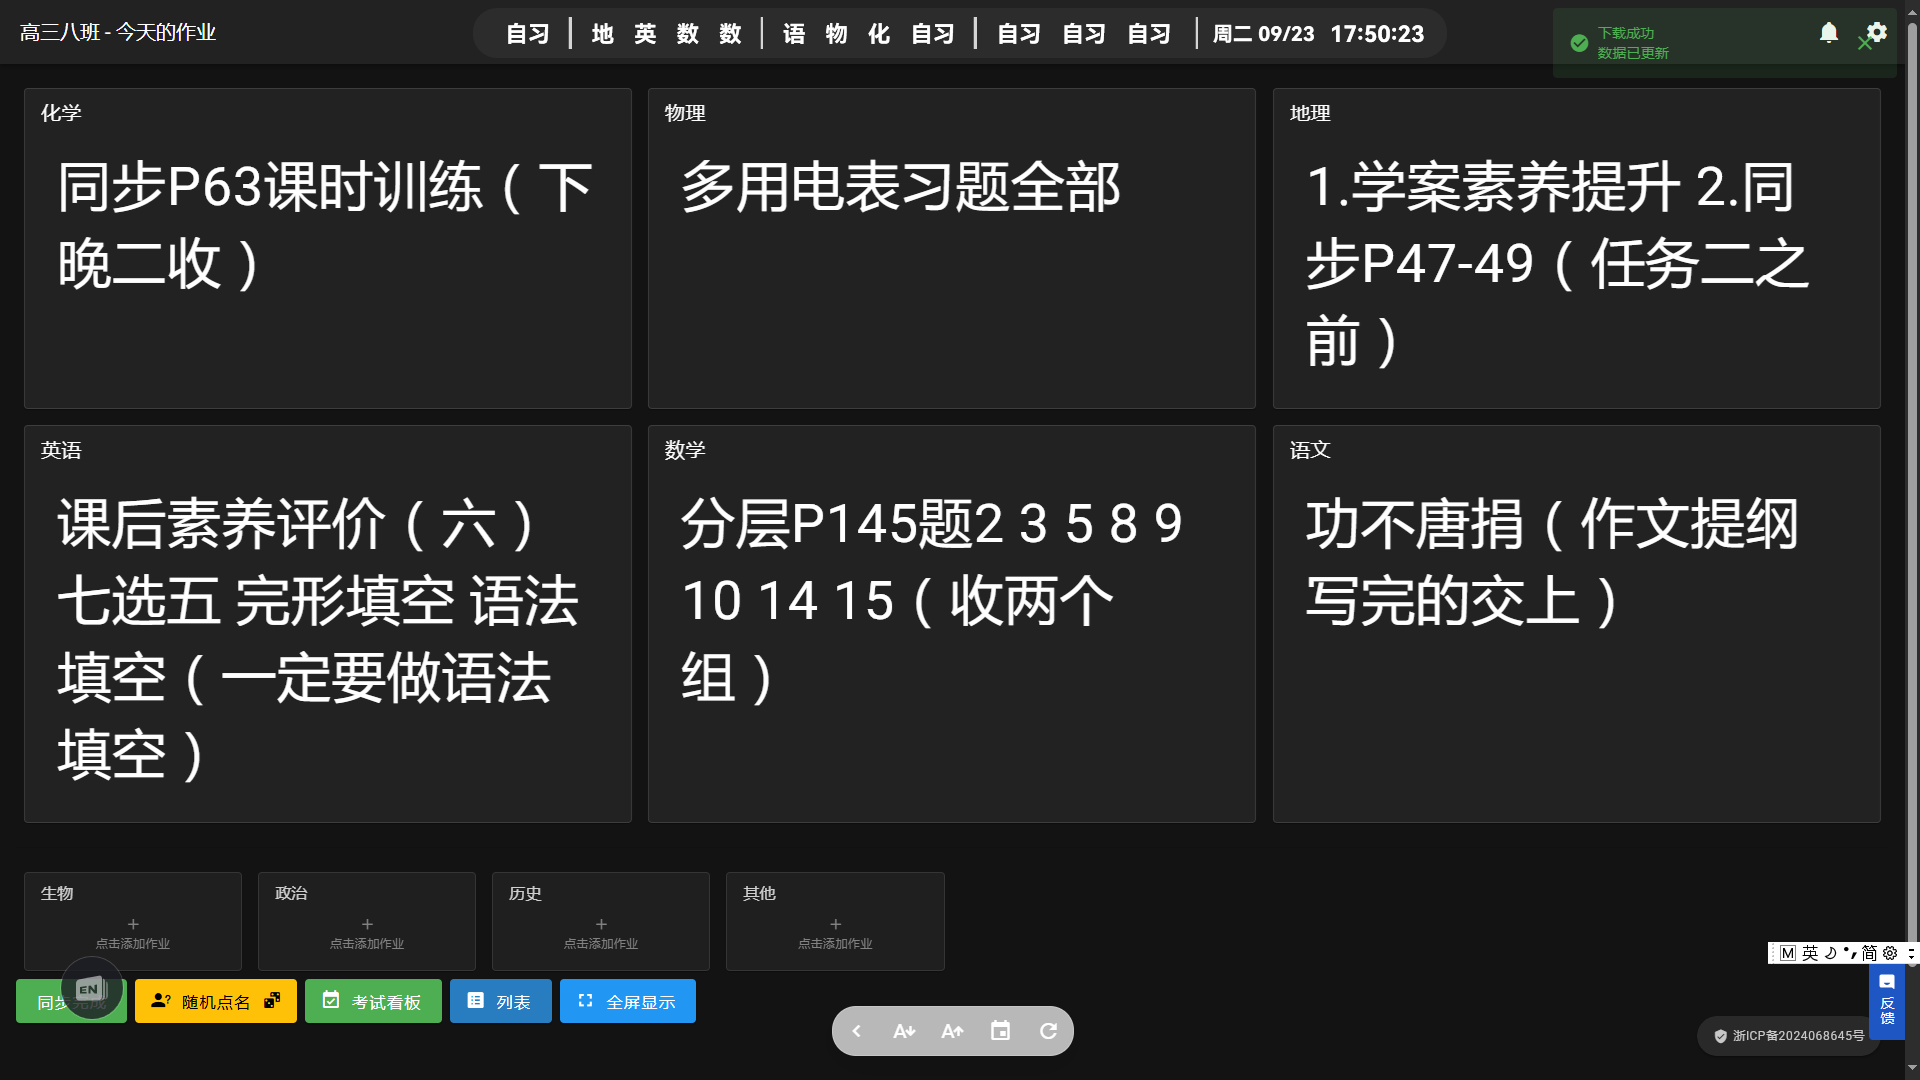 高三八班 - 今天的作业
自习 | 地 英 数 数 | 语 物 化 自习 | 自习 自习 自习 | 周二 09/23 17:50:23
下载成功
数据已更新
化学
同步P63课时训练（下
晚二收）
物理
多用电表习题全部
地理
1.学案素养提升 2.同
步P47-49（任务二之
前）
英语
课后素养评价（六）
七选五 完形填空 语法
填空（一定要做语法
填空）
数学
分层P145题2 3 5 8 9
10 14 15（收两个
组）
语文
功不唐捐（作文提纲
写完的交上）
生物
点击添加作业
政治
点击添加作业
历史
点击添加作业
其他
点击添加作业
M 英 简
同步完成
EN
随机点名
考试看板
列表
全屏显示
反馈
浙ICP备2024068645号